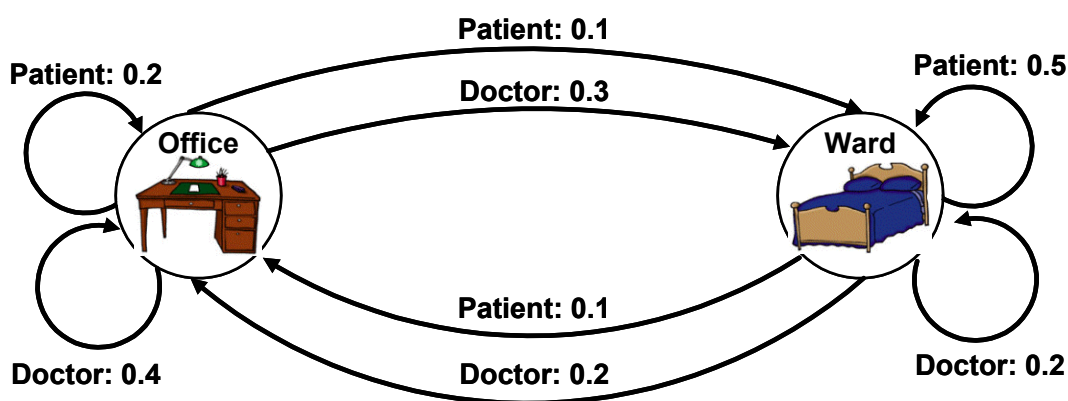 Patient: 0.1
Patient: 0.2
Patient: 0.5
Doctor: 0.3
Office
Ward
Patient: 0.1
Doctor: 0.4
Doctor: 0.2
Doctor: 0.2